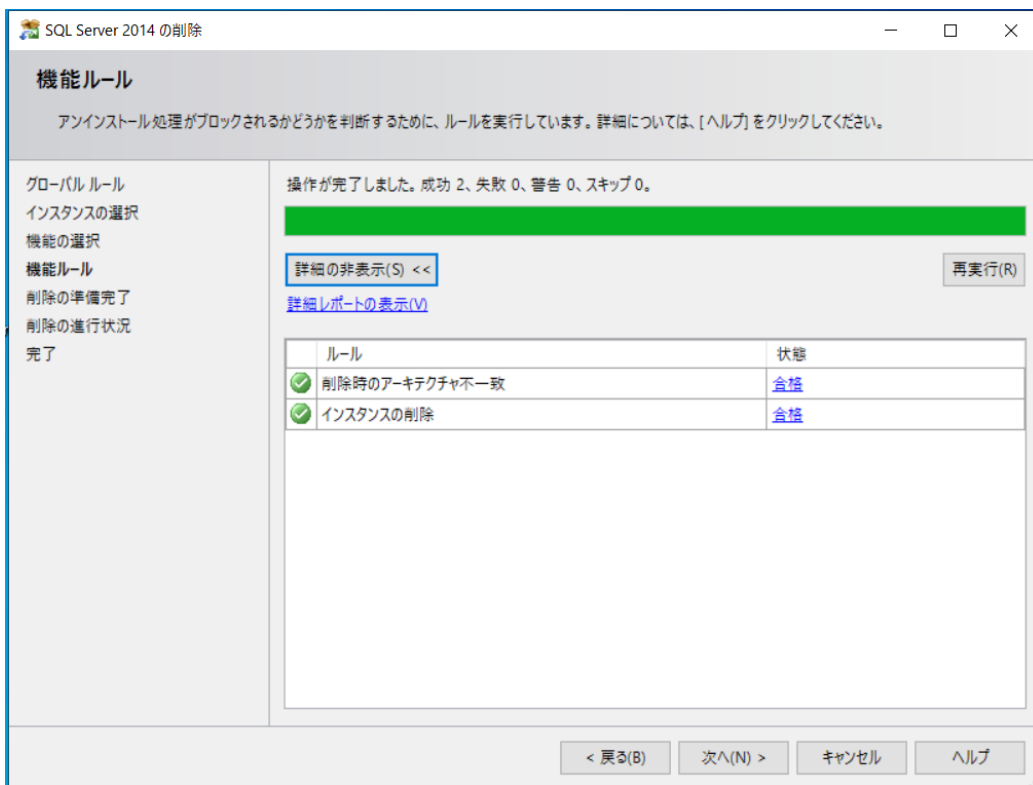 SQL Server 2014 の削除
機能ルール
アンインストール処理がブロックされるかどうかを判断するために、ルールを実行しています。詳細については、[ヘルプ] をクリックしてください。
グローバル ルール
インスタンスの選択
機能の選択
機能ルール
削除の準備完了
削除の進行状況
完了
操作が完了しました。成功 2、失敗 0、警告 0、スキップ 0。
詳細の非表示(S) <<
再実行(R)
詳細レポートの表示(V)
ルール 状態
削除時のアーキテクチャ不一致 合格
インスタンスの削除 合格
< 戻る(B) 次へ(N) > キャンセル ヘルプ